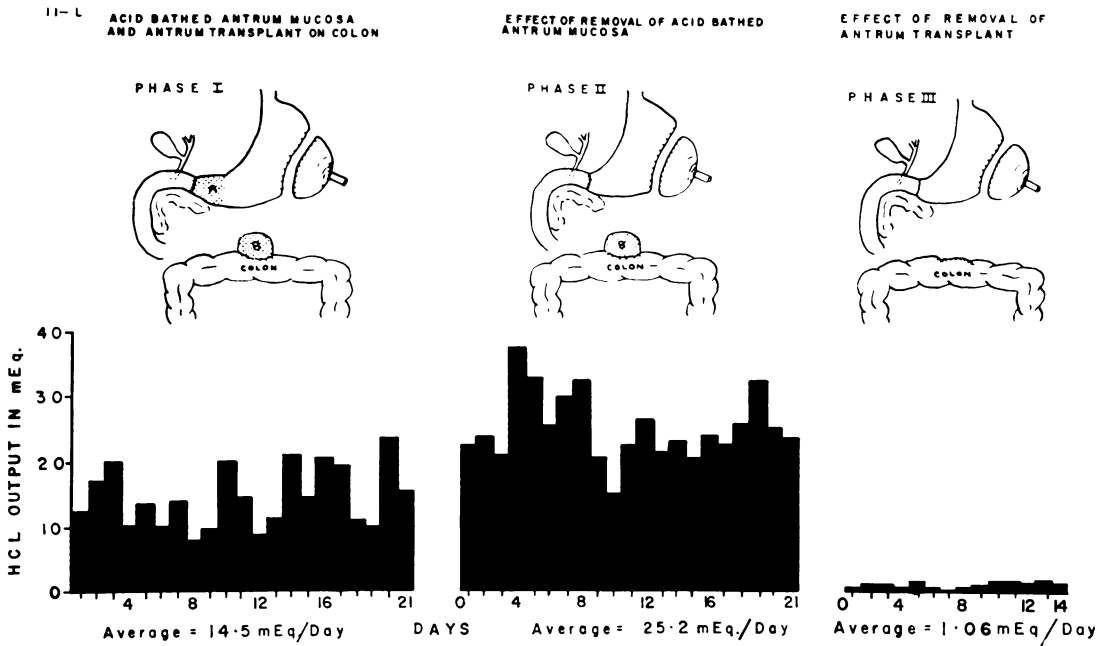 11-L
ACID BATHED ANTRUM MUCOSA
AND ANTRUM TRANSPLANT ON COLON
EFFECT OF REMOVAL OF ACID BATHED
ANTRUM MUCOSA
EFFECT OF REMOVAL OF
ANTRUM TRANSPLANT
PHASE I
PHASE II
PHASE III
A
B
COLON
B
COLON
COLON
HCL OUTPUT IN mEq.
40
30
20
10
0
4 8 12 16 21
0 4 8 12 16 21
0 4 8 12 14
Average = 14.5 mEq/Day
DAYS
Average = 25.2 mEq./Day
Average = 1.06 mEq/Day